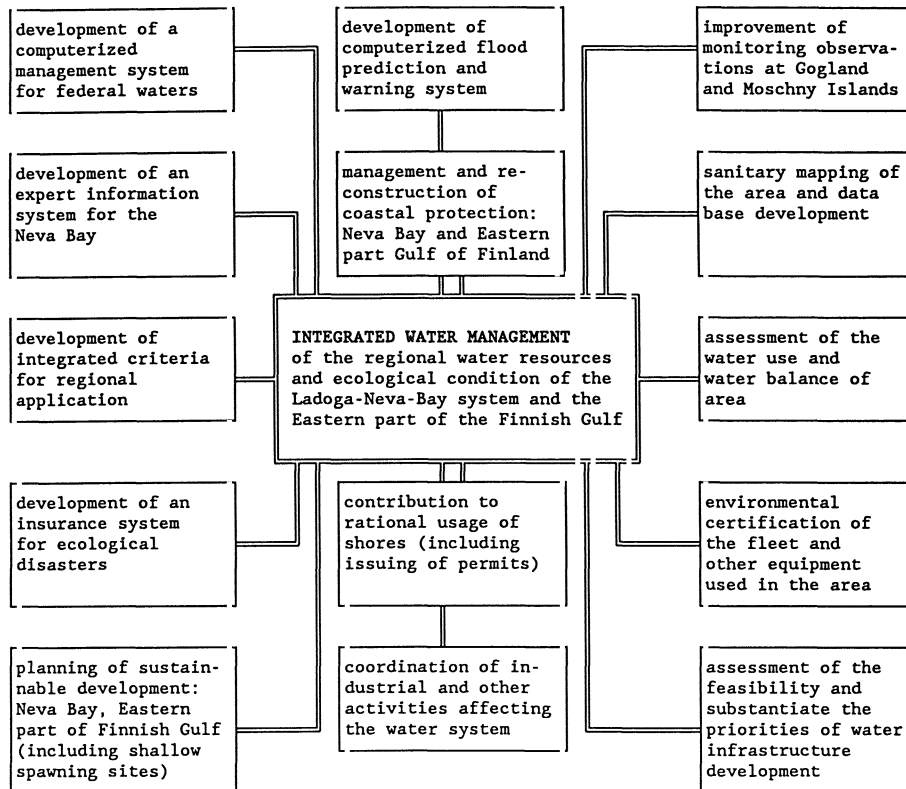 development of a
computerized
management system
for federal waters
development of
computerized flood
prediction and
warning system
improvement of
monitoring observa-
tions at Gogland
and Moschny Islands
development of an
expert information
system for the
Neva Bay
management and re-
construction of
coastal protection:
Neva Bay and Eastern
part Gulf of Finland
sanitary mapping of
the area and data
base development
development of
integrated criteria
for regional
application
INTEGRATED WATER MANAGEMENT
of the regional water resources
and ecological condition of the
Ladoga-Neva-Bay system and the
Eastern part of the Finnish Gulf
assessment of the
water use and
water balance of
area
development of an
insurance system
for ecological
disasters
contribution to
rational usage of
shores (including
issuing of permits)
environmental
certification of
the fleet and
other equipment
used in the area
planning of sustain-
nable development:
Neva Bay, Eastern
part of Finnish Gulf
(including shallow
spawning sites)
coordination of in-
dustrial and other
activities affecting
the water system
assessment of the
feasibility and
substantiate the
priorities of water
infrastructure
development